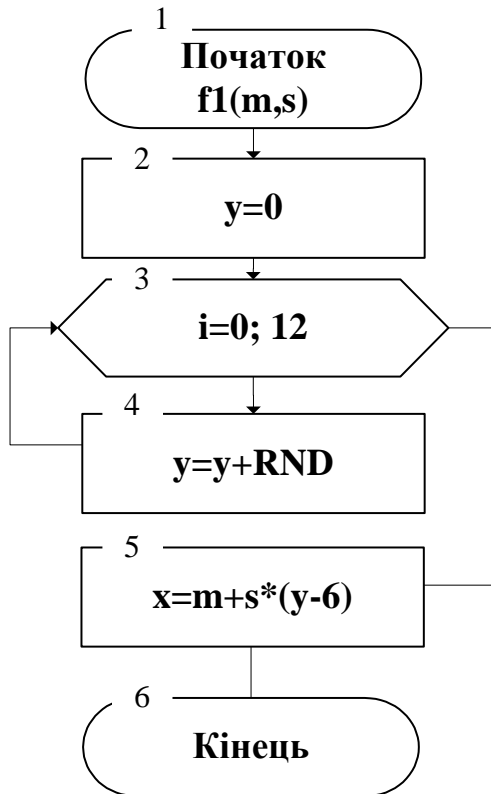 1
Початок
f1(m,s)
2
y=0
3
i=0; 12
4
y=y+RND
5
x=m+s*(y-6)
6
Кінець